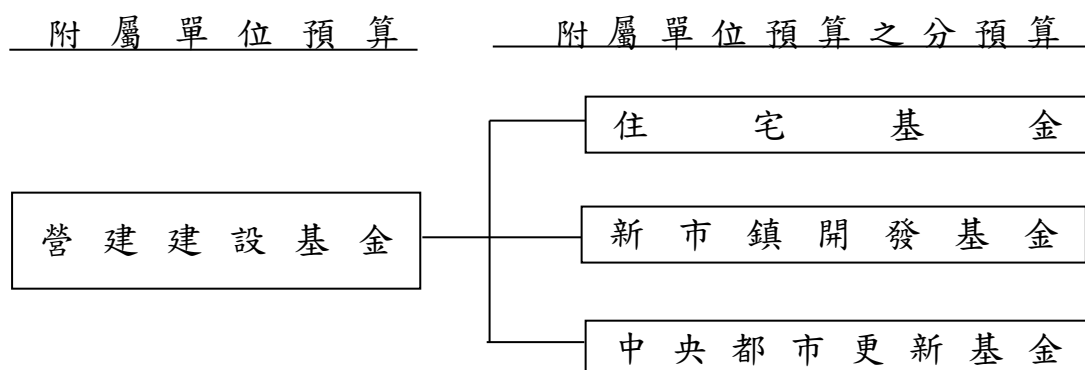 附屬單位預算
附屬單位預算之分預算
住宅基金
營建建設基金
新市鎮開發基金
中央都市更新基金